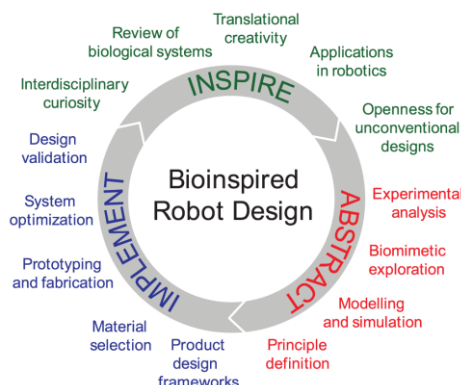 Translational
creativity
Review of
biological systems
Applications
in robotics
Interdisciplinary
curiosity
INSPIRE
Openness for
unconventional
designs
Design
validation
Bioinspired
Robot Design
Experimental
analysis
System
optimization
ABSTRACT
Biomimetic
exploration
Prototyping
and fabrication
IMPLEMENT
Modelling
and simulation
Material
selection
Product
design
frameworks
Principle
definition